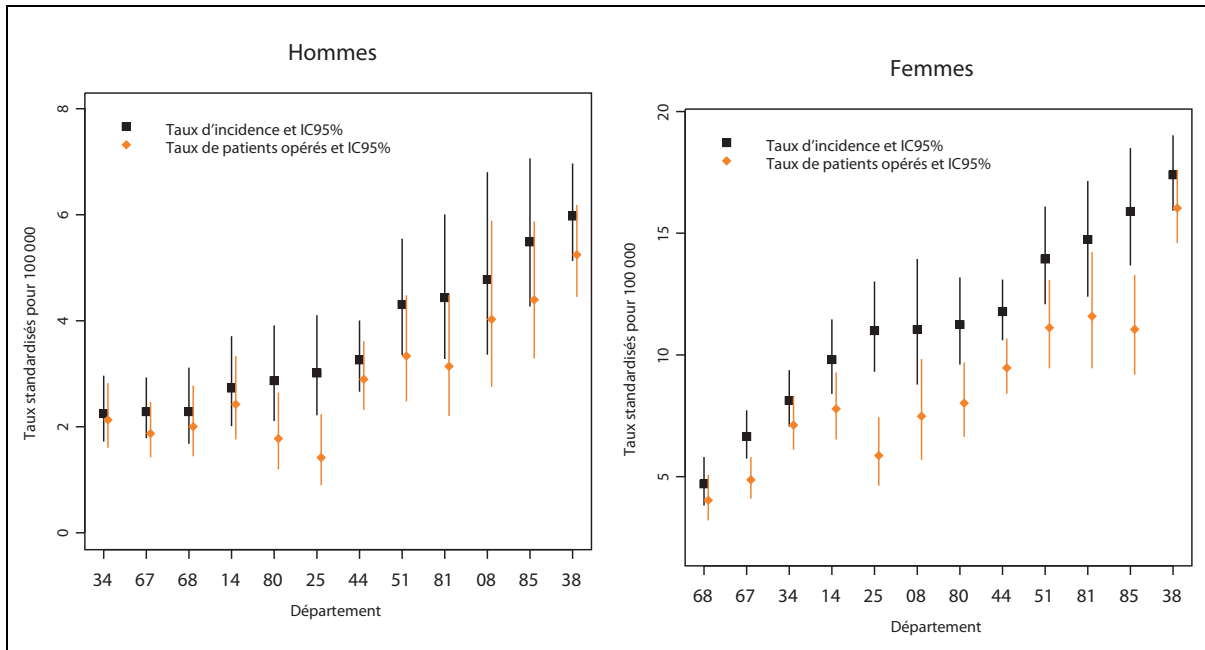 Hommes
Taux standardisés pour 100 000
8
6
4
2
0
Taux d'incidence et IC95%
Taux de patients opérés et IC95%
34 67 68 14 80 25 44 51 81 08 85 38
Département
Femmes
Taux standardisés pour 100 000
20
15
10
5
Taux d'incidence et IC95%
Taux de patients opérés et IC95%
68 67 34 14 25 08 80 44 51 81 85 38
Département